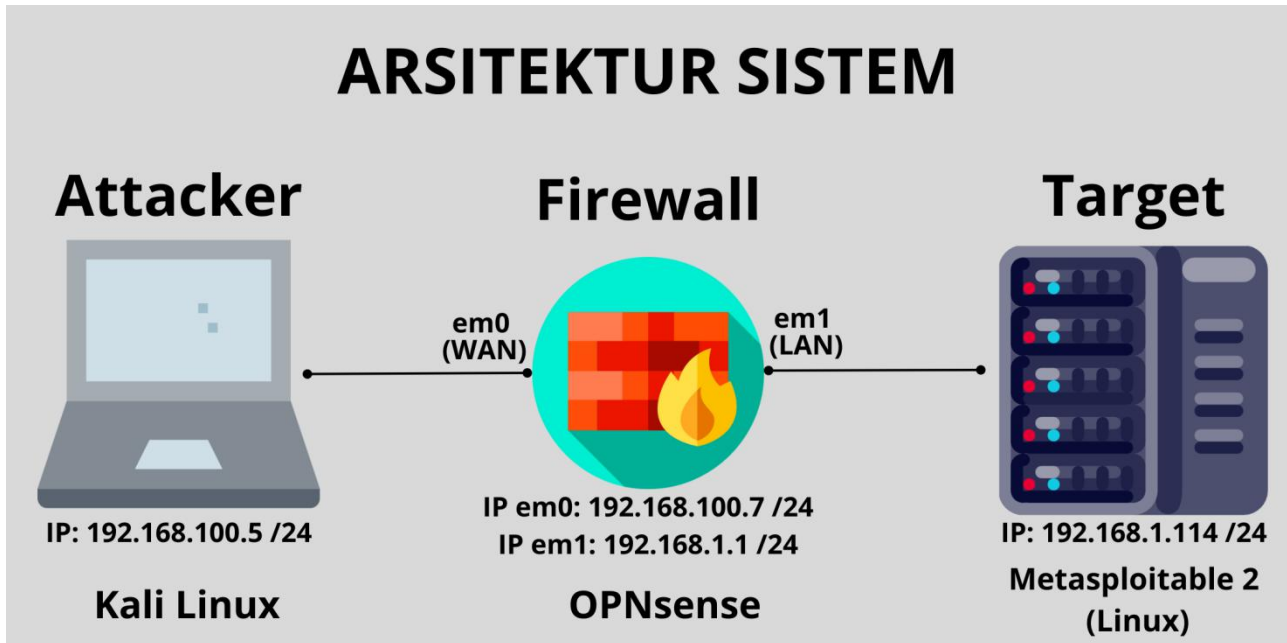 ARSITEKTUR SISTEM
Attacker
Firewall
Target
em0
(WAN)
em1
(LAN)
IP: 192.168.100.5 /24
IP em0: 192.168.100.7 /24
IP em1: 192.168.1.1 /24
IP: 192.168.1.114 /24
Kali Linux
OPNsense
Metasploitable 2
(Linux)